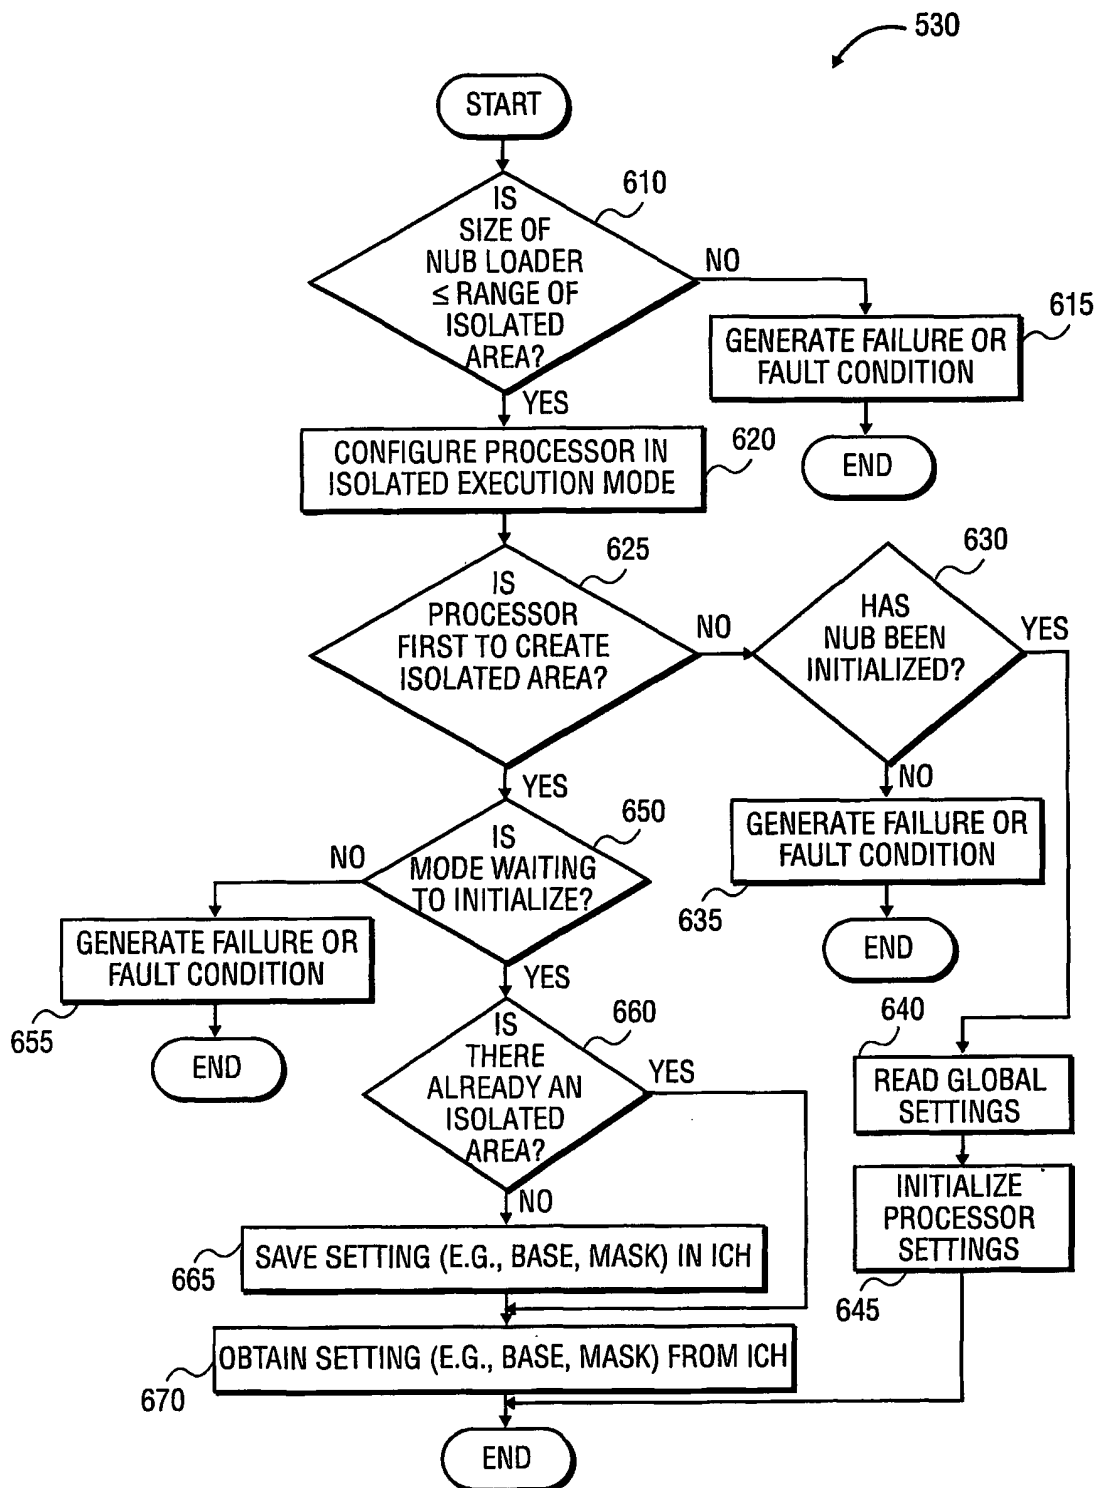 530
START
610
IS
SIZE OF
NUB LOADER
≤ RANGE OF
ISOLATED
AREA?
NO
615
GENERATE FAILURE OR
FAULT CONDITION
END
YES
CONFIGURE PROCESSOR IN
ISOLATED EXECUTION MODE
620
625
IS
PROCESSOR
FIRST TO CREATE
ISOLATED AREA?
NO
630
HAS
NUB BEEN
INITIALIZED?
YES
NO
GENERATE FAILURE OR
FAULT CONDITION
635
END
YES
650
IS
MODE WAITING
TO INITIALIZE?
NO
GENERATE FAILURE OR
FAULT CONDITION
655
END
YES
660
IS
THERE
ALREADY AN
ISOLATED
AREA?
YES
640
READ GLOBAL
SETTINGS
INITIALIZE
PROCESSOR
SETTINGS
645
NO
SAVE SETTING (E.G., BASE, MASK) IN ICH
665
OBTAIN SETTING (E.G., BASE, MASK) FROM ICH
670
END